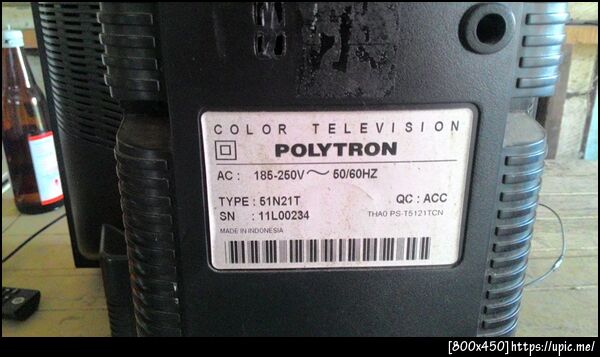 COLOR TELEVISION
POLYTRON
AC : 185-250V ~ 50/60HZ
TYPE : 51N21T QC : ACC
SN : 11L00234 THA0 PS-T5121TCN
MADE IN INDONESIA
[800x450]https://upic.me/